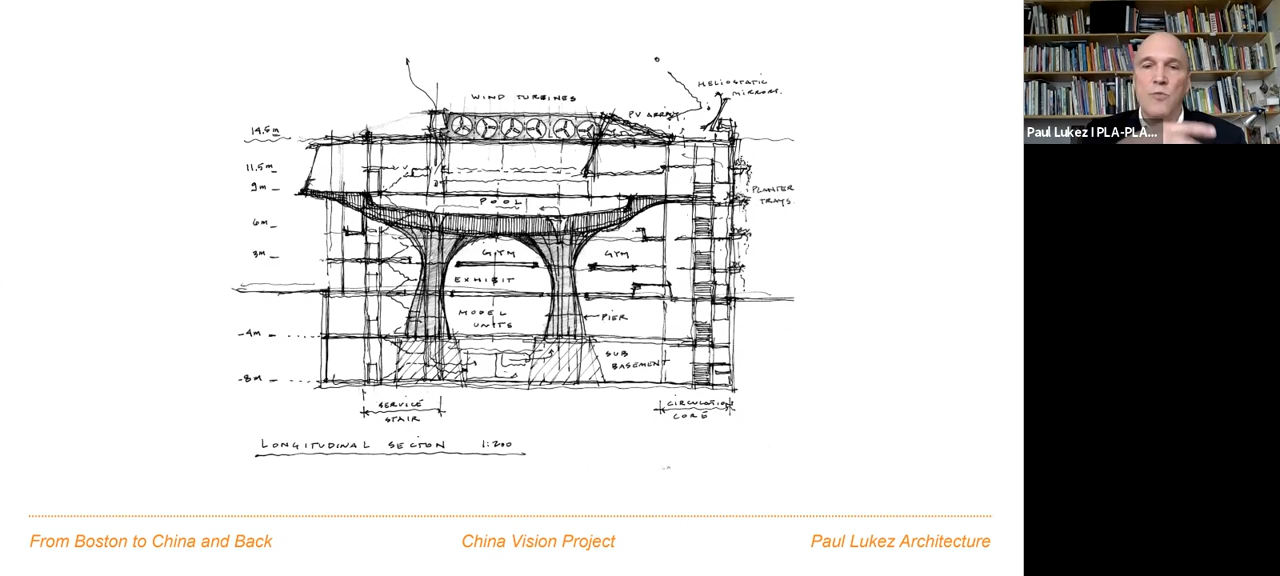 HELIOSTATIC
MIRRORS.
WIND TURBINES
PV ARRAY.
14.5m
11.5m
9m
PLANTER
TRAYS.
POOL
6m
3m
GYM
GYM
EXHIBIT
MODEL
UNITS
PIER
-4m
SUB
BASEMENT
-8m
SERVICE
STAIR
CIRCULATION
CORE
LONGITUDINAL SECTION 1:200
From Boston to China and Back
China Vision Project
Paul Lukez Architecture
Paul Lukez | PLA-PLA...